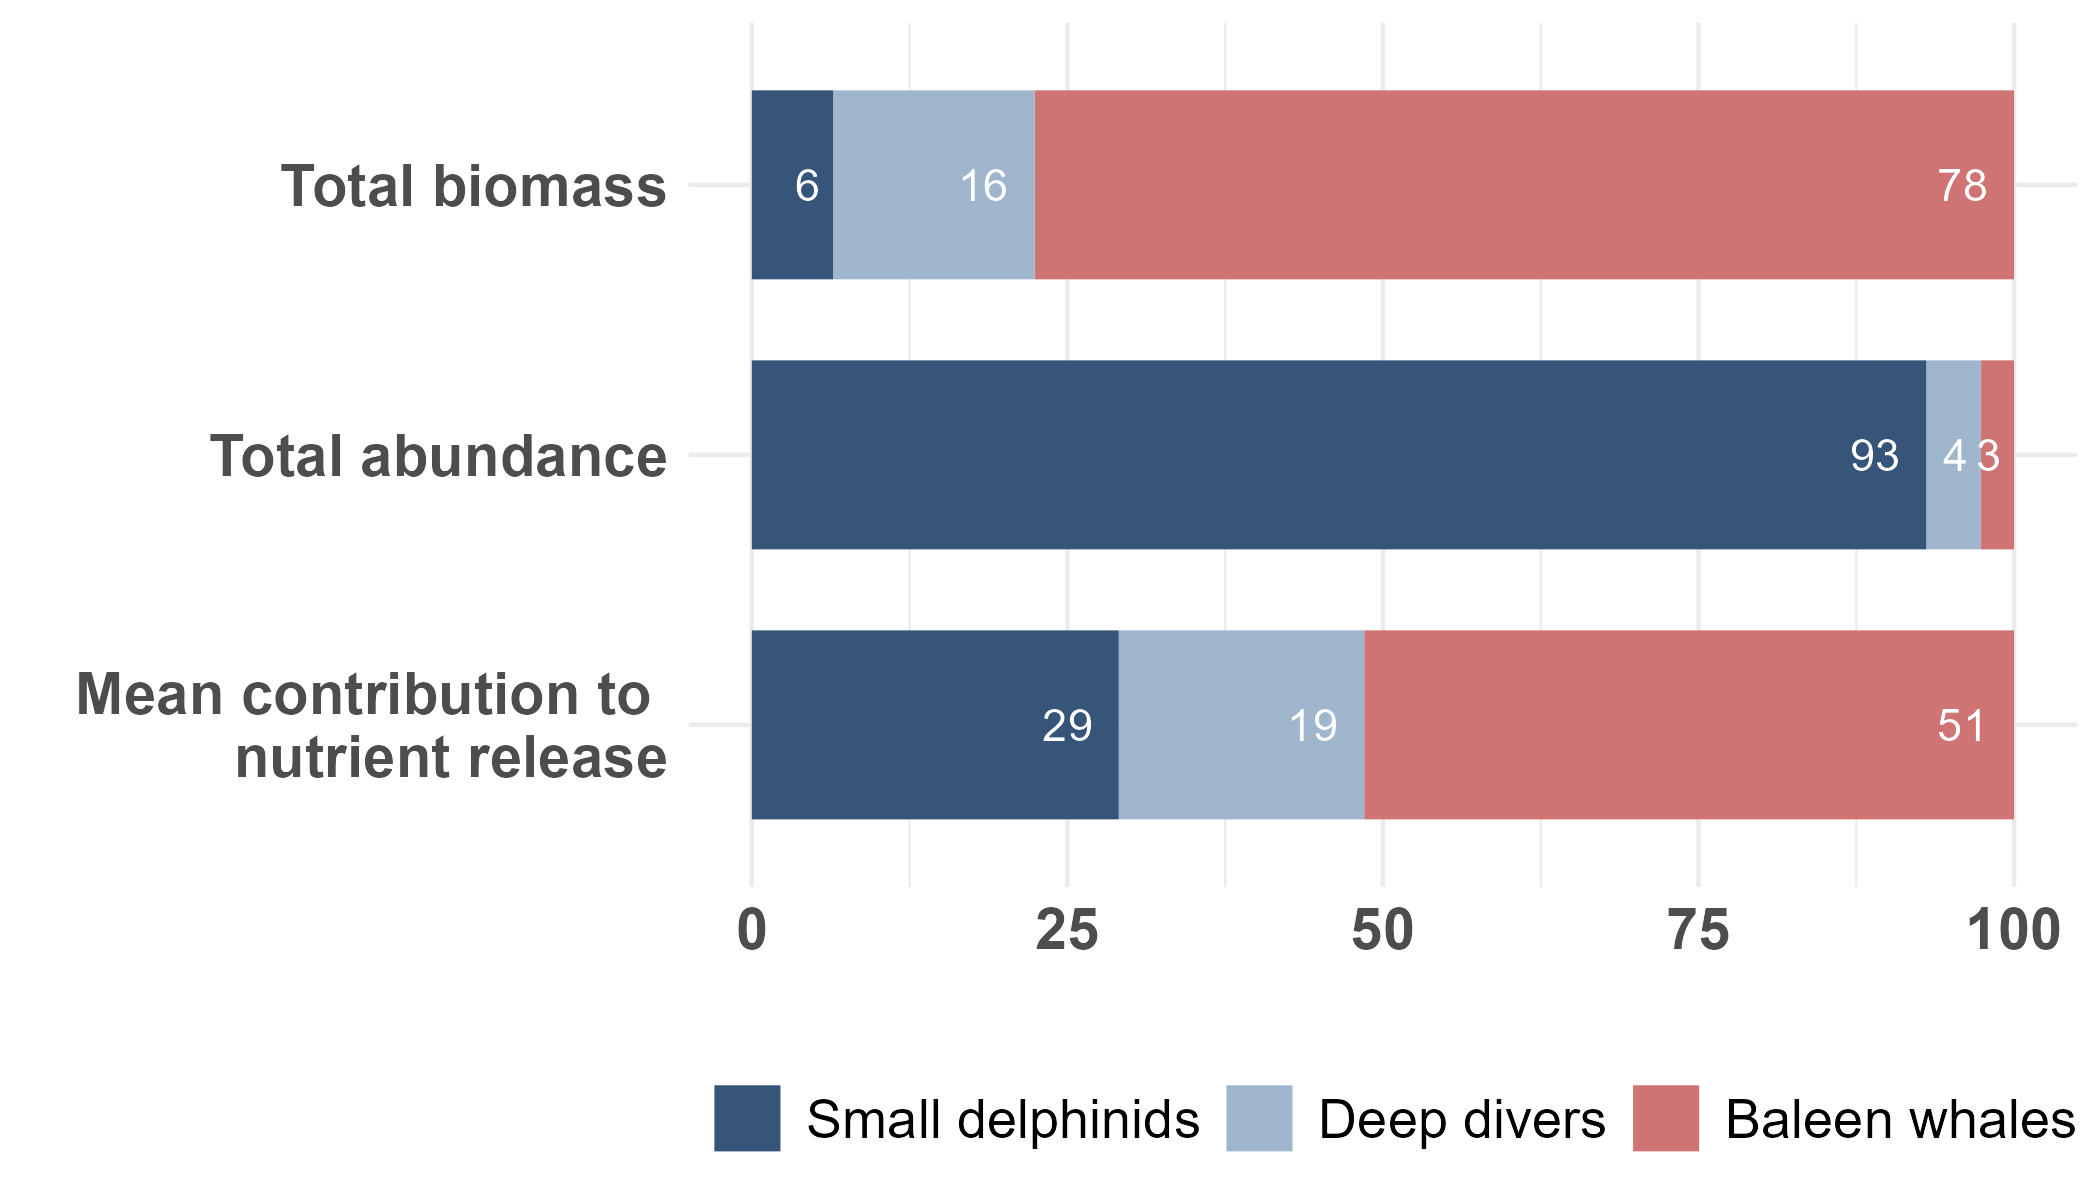 Total biomass
6 16 78
Total abundance
93 4 3
Mean contribution to
nutrient release
29 19 51
0 25 50 75 100
Small delphinids Deep divers Baleen whales